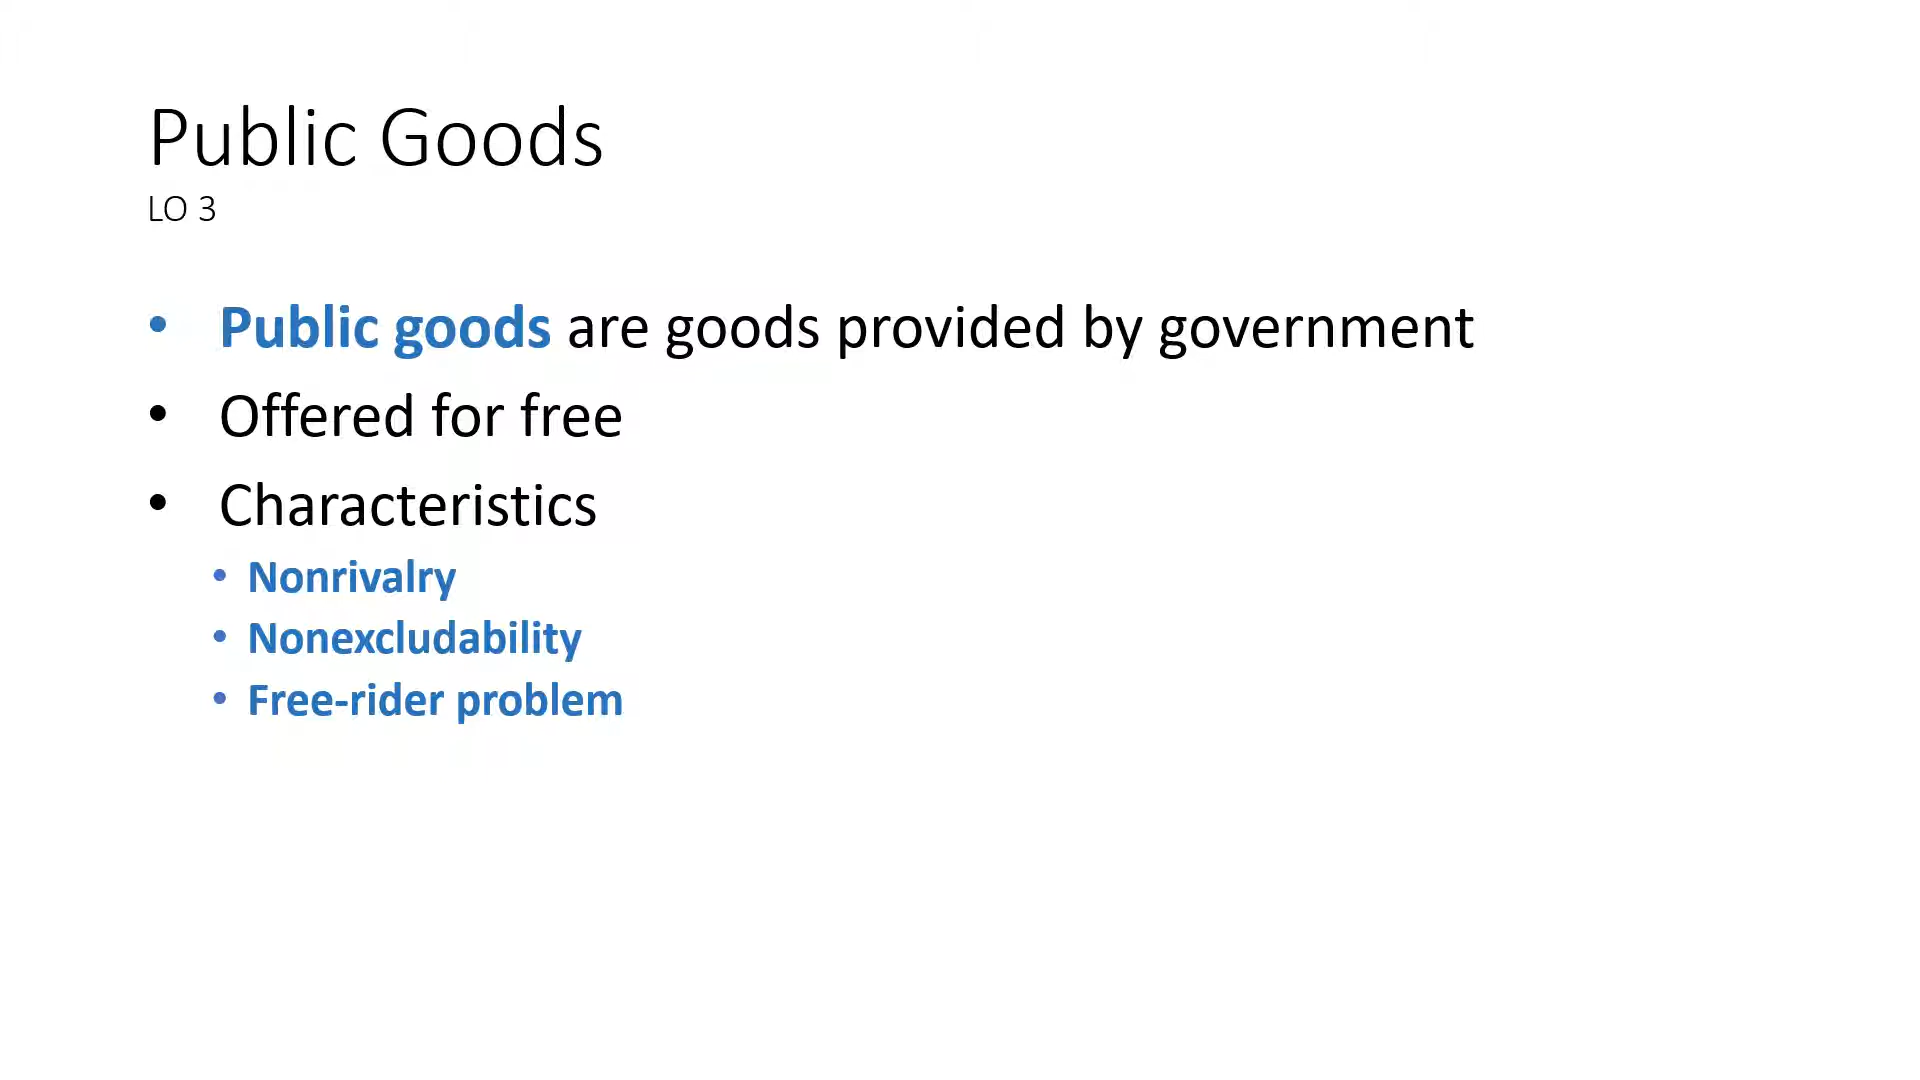 Public Goods
LO 3
• Public goods are goods provided by government
• Offered for free
• Characteristics
• Nonrivalry
• Nonexcludability
• Free-rider problem